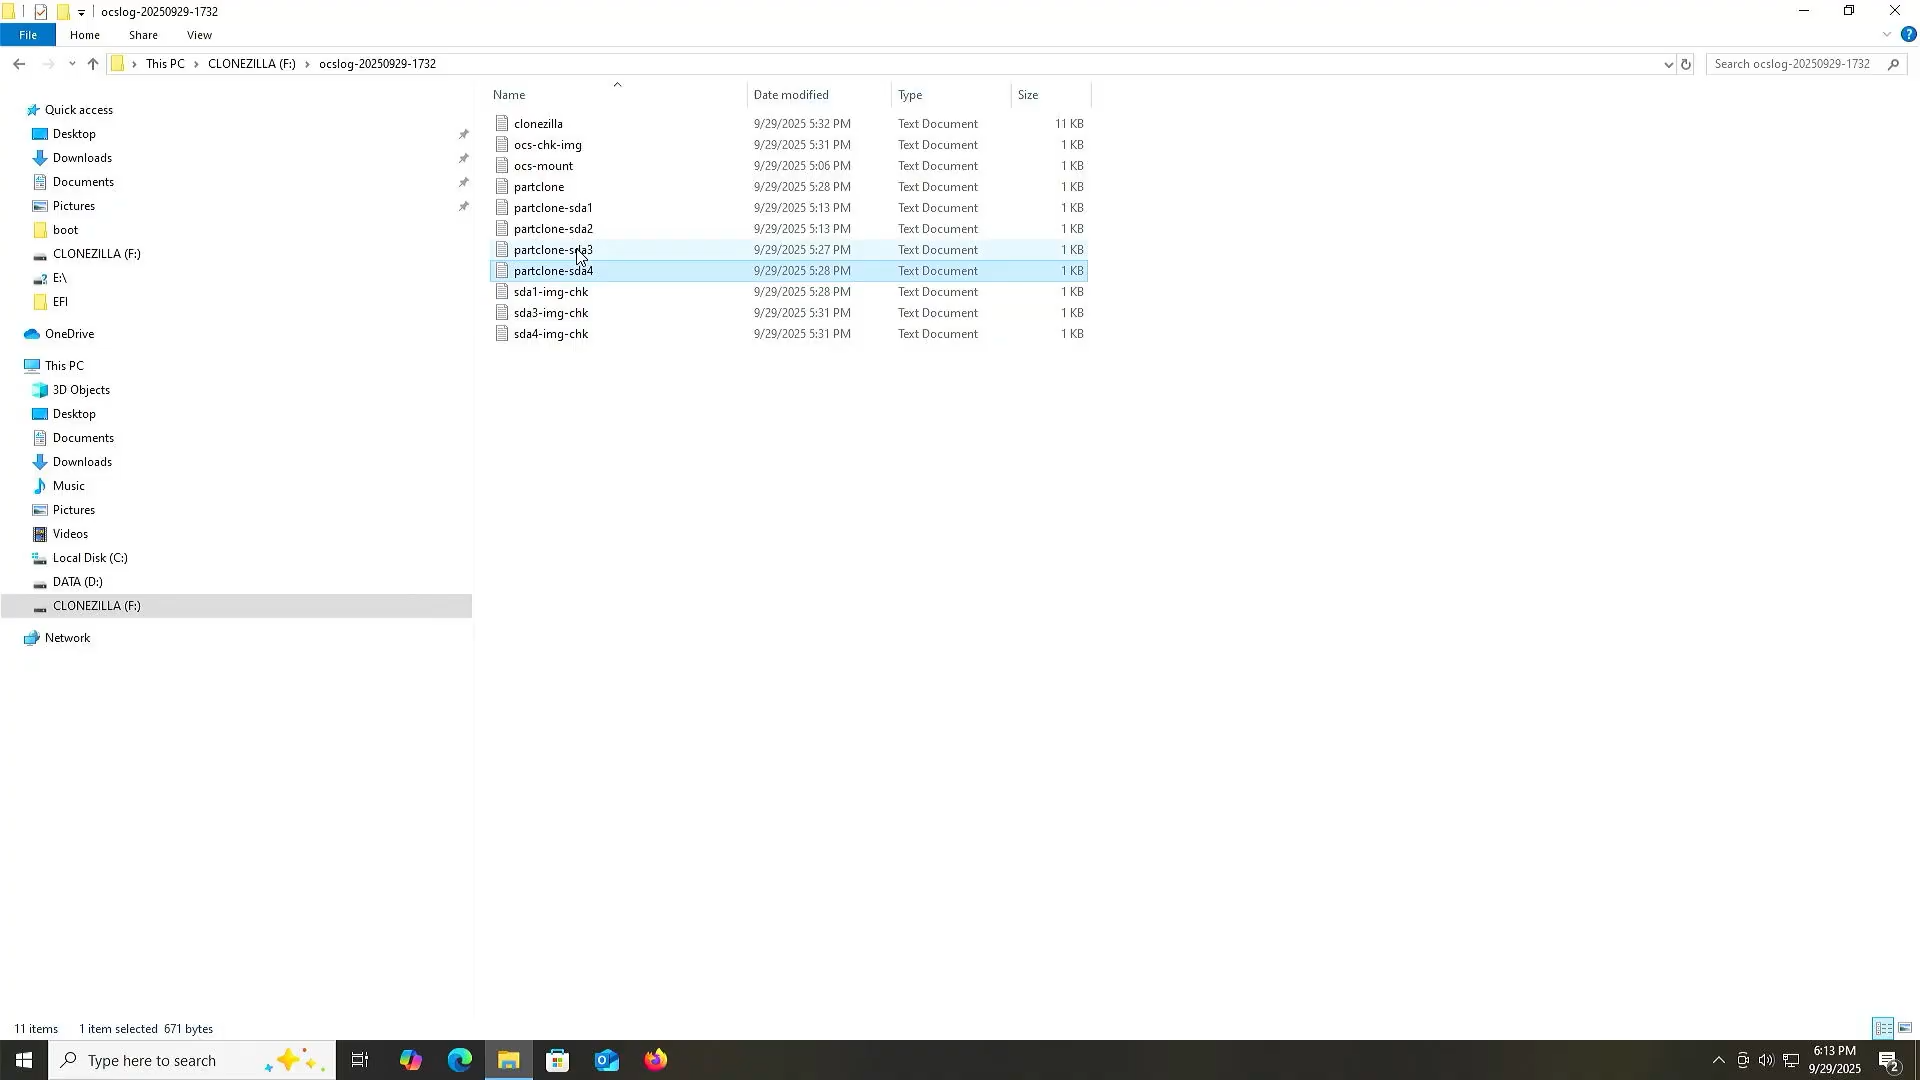 ocslog-20250929-1732
File Home Share View
This PC CLONEZILLA (F:) ocslog-20250929-1732
Search ocslog-20250929-1732
Name Date modified Type Size
clonezilla 9/29/2025 5:32 PM Text Document 11 KB
ocs-chk-img 9/29/2025 5:31 PM Text Document 1 KB
ocs-mount 9/29/2025 5:06 PM Text Document 1 KB
partclone 9/29/2025 5:28 PM Text Document 1 KB
partclone-sda1 9/29/2025 5:13 PM Text Document 1 KB
partclone-sda2 9/29/2025 5:13 PM Text Document 1 KB
partclone-sda3 9/29/2025 5:27 PM Text Document 1 KB
partclone-sda4 9/29/2025 5:28 PM Text Document 1 KB
sda1-img-chk 9/29/2025 5:28 PM Text Document 1 KB
sda3-img-chk 9/29/2025 5:31 PM Text Document 1 KB
sda4-img-chk 9/29/2025 5:31 PM Text Document 1 KB
Quick access
Desktop
Downloads
Documents
Pictures
boot
CLONEZILLA (F:)
E:\
EFI
OneDrive
This PC
3D Objects
Desktop
Documents
Downloads
Music
Pictures
Videos
Local Disk (C:)
DATA (D:)
CLONEZILLA (F:)
Network
11 items 1 item selected 671 bytes
Type here to search
6:13 PM
9/29/2025
2